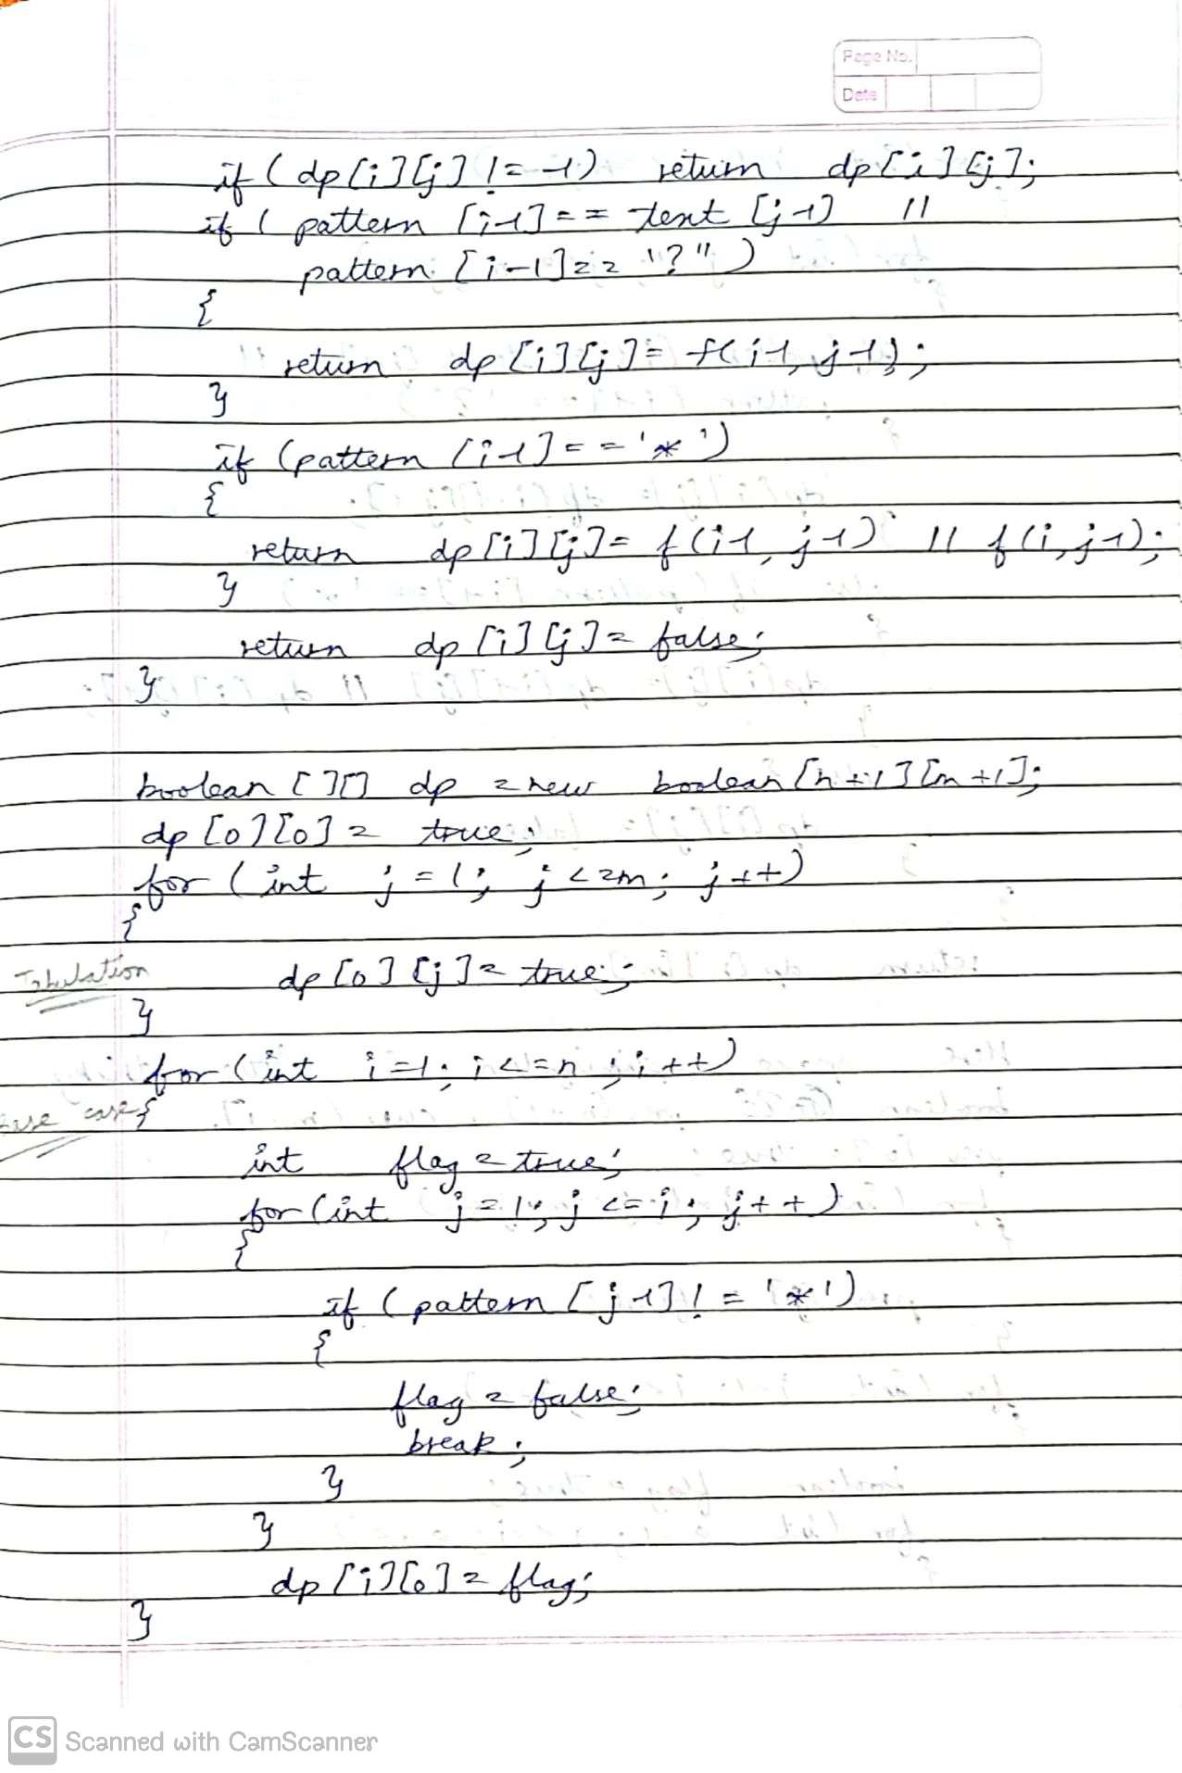 Page No.
Date
if (dp[i][j] != -1) return dp[i][j];
if ( pattern [i-1] == text [j-1] ||
pattern [i-1] == '?" )
{
return dp[i][j] = f(i-1, j-1);
}
if (pattern [i-1] == '*')
{
return dp[i][j] = f(i-1, j-1) || f(i, j-1);
}
return dp[i][j] = false;
}
boolean [][] dp = new boolean [n+1][m+1];
dp [0][0] = true;
for ( int j = 1; j <= m; j++)
{
Tabulation
dp[0][j] = true;
}
for (int i=1; i<=n; i++)
Base case {
int flag = true;
for (int j = 1; j <= i; j++)
{
if ( pattern [j-1] != '*')
{
flag = false;
break;
}
}
dp[i][0] = flag;
}
CS Scanned with CamScanner